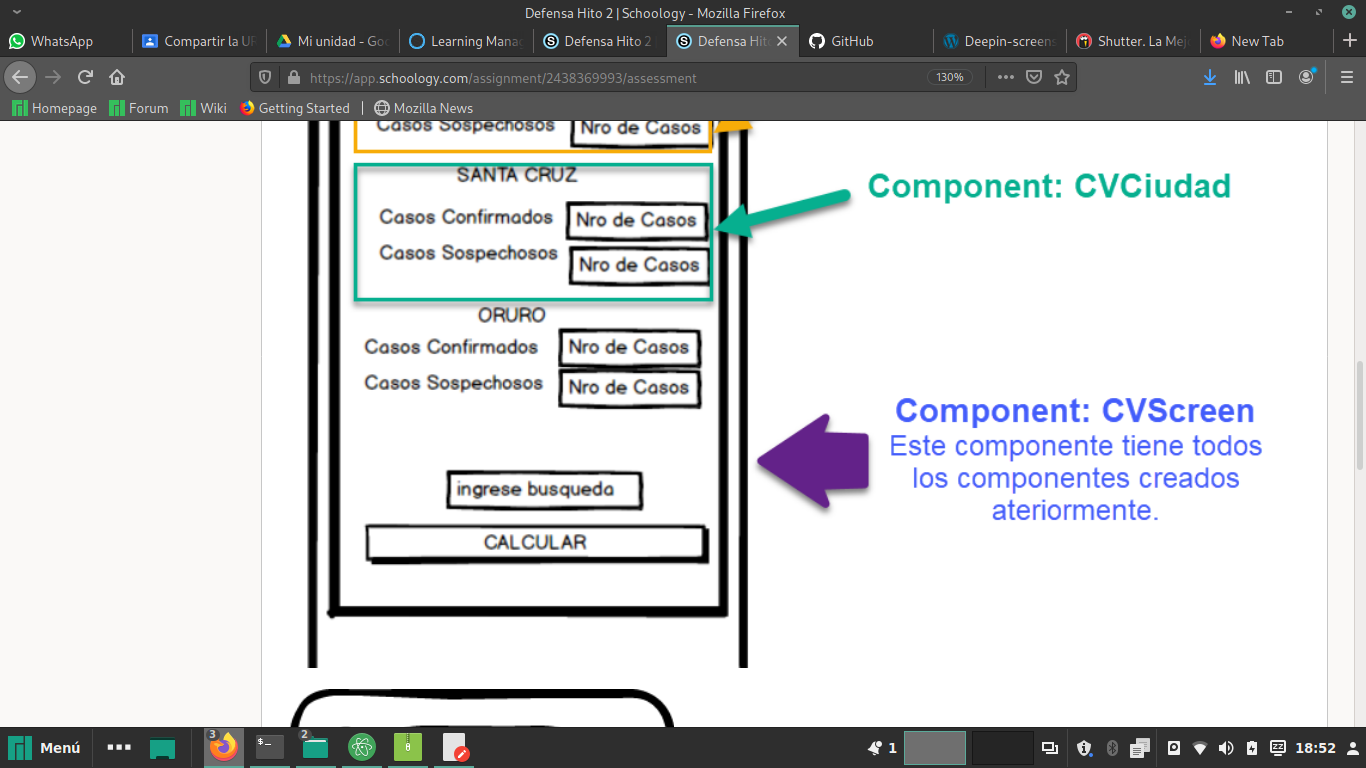 Defensa Hito 2 | Schoology - Mozilla Firefox
WhatsApp
Compartir la UR
Mi unidad - Goo
Learning Manag
Defensa Hito 2
Defensa Hit
GitHub
Deepin-screens
Shutter. La Mej
New Tab
https://app.schoology.com/assignment/2438369993/assessment
130%
Homepage
Forum
Wiki
Getting Started
Mozilla News
Casos Sospechosos
Nro de Casos
SANTA CRUZ
Casos Confirmados
Nro de Casos
Casos Sospechosos
Nro de Casos
Component: CVCiudad
ORURO
Casos Confirmados
Nro de Casos
Casos Sospechosos
Nro de Casos
Component: CVScreen
Este componente tiene todos
los componentes creados
ateriormente.
ingrese busqueda
CALCULAR
Menú
3
2
1
18:52